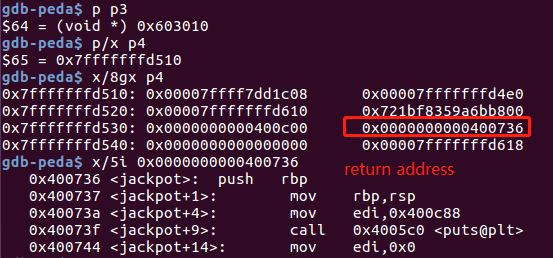 gdb-peda$ p p3
$64 = (void *) 0x603010
gdb-peda$ p/x p4
$65 = 0x7fffffffd510
gdb-peda$ x/8gx p4
0x7fffffffd510: 0x00007ffff7dd1c08 0x00007fffffffd4e0
0x7fffffffd520: 0x00007fffffffd610 0x721bf8359a6bb800
0x7fffffffd530: 0x0000000000400c00 0x0000000000400736
0x7fffffffd540: 0x0000000000000000 0x00007fffffffd618
gdb-peda$ x/5i 0x0000000000400736 return address
0x400736 <jackpot>: push rbp
0x400737 <jackpot+1>: mov rbp,rsp
0x40073a <jackpot+4>: mov edi,0x400c88
0x40073f <jackpot+9>: call 0x4005c0 <puts@plt>
0x400744 <jackpot+14>: mov edi,0x0